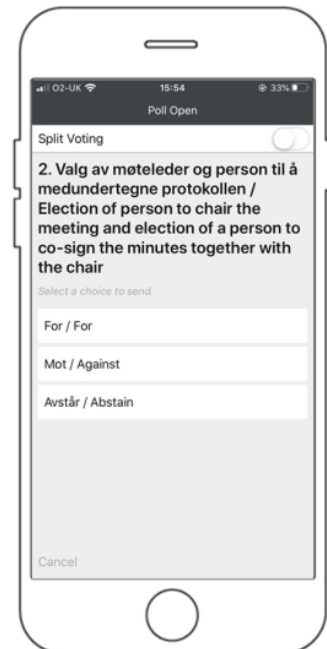 O2-UK 15:54 33%
Poll Open
Split Voting
2. Valg av møteleder og person til å
medundertegne protokollen /
Election of person to chair the
meeting and election of a person to
co-sign the minutes together with
the chair
Select a choice to send.
For / For
Mot / Against
Avstår / Abstain
Cancel